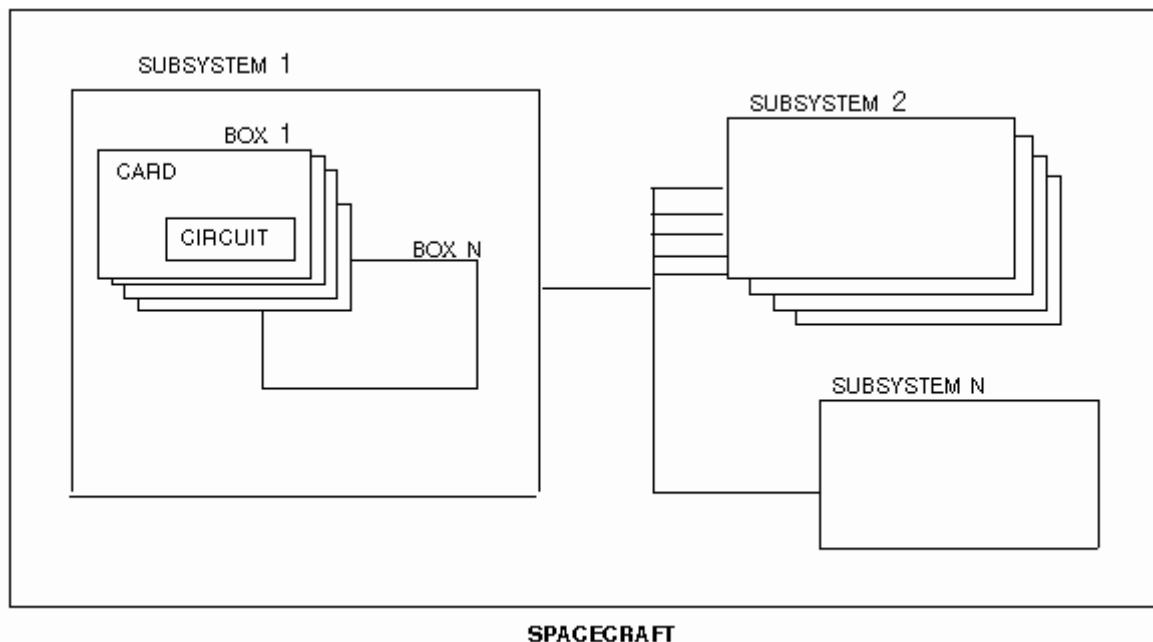 SUBSYSTEM 1
SUBSYSTEM 2
BOX 1
CARD
CIRCUIT
BOX N
SUBSYSTEM N
SPACECRAFT